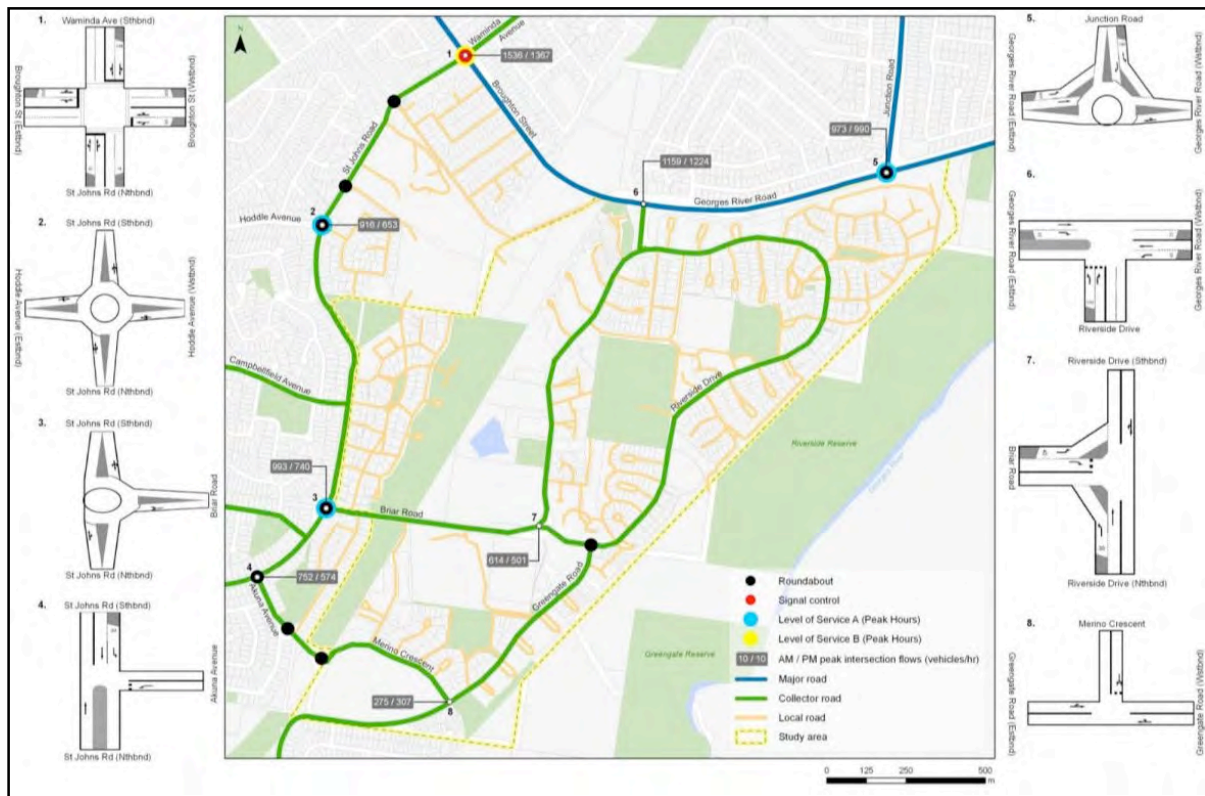 1.
Waminda Ave (Sthbnd)
Broughton St (Estbnd)
Broughton St (Wstbnd)
St Johns Rd (Nthbnd)
2.
St Johns Rd (Sthbnd)
Hoddle Avenue (Estbnd)
Hoddle Avenue (Wstbnd)
St Johns Rd (Nthbnd)
3.
St Johns Rd (Sthbnd)
Briar Road
St Johns Rd (Nthbnd)
4.
St Johns Rd (Sthbnd)
Akuna Avenue
St Johns Rd (Nthbnd)
N
Waminda
Avenue
1
1536 / 1367
Broughton Street
St Johns Road
Junction Road
973 / 990
5
1159 / 1224
6
Georges River Road
Hoddle Avenue
2
916 / 653
Campbellfield Avenue
Riverside Drive
Riverside Reserve
Georges River
993 / 740
3
Briar Road
7
614 / 501
4
752 / 574
Akuna Avenue
Greengate Road
Merino Crescent
Greengate Reserve
275 / 307
8
Roundabout
Signal control
Level of Service A (Peak Hours)
Level of Service B (Peak Hours)
10 / 10
AM / PM peak intersection flows (vehicles/hr)
Major road
Collector road
Local road
Study area
0 125 250 500
m
5.
Junction Road
Georges River Road (Estbnd)
Georges River Road (Wstbnd)
6.
Georges River Road (Estbnd)
Georges River Road (Wstbnd)
Riverside Drive
7.
Riverside Drive (Sthbnd)
Briar Road
Riverside Drive (Nthbnd)
8.
Merino Crescent
Greengate Road (Estbnd)
Greengate Road (Wstbnd)